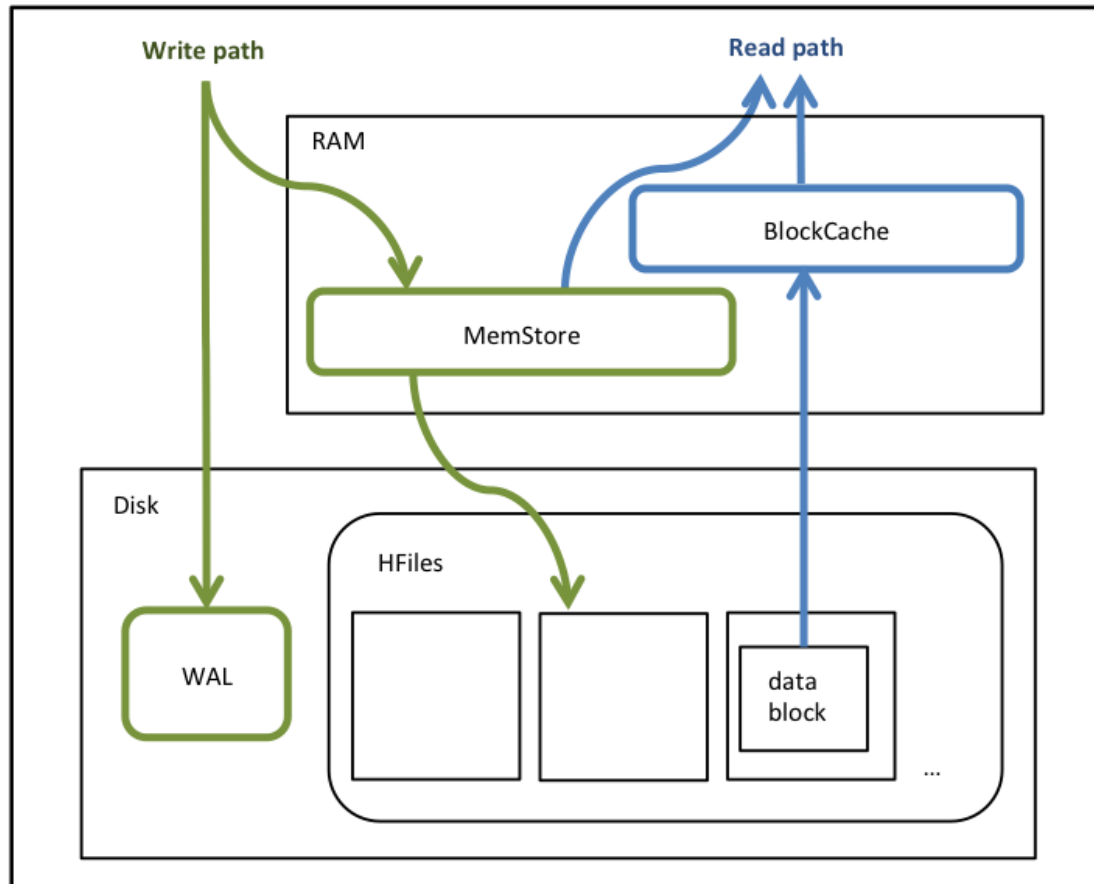 Write path
Read path
RAM
BlockCache
MemStore
Disk
HFiles
WAL
data
block
...